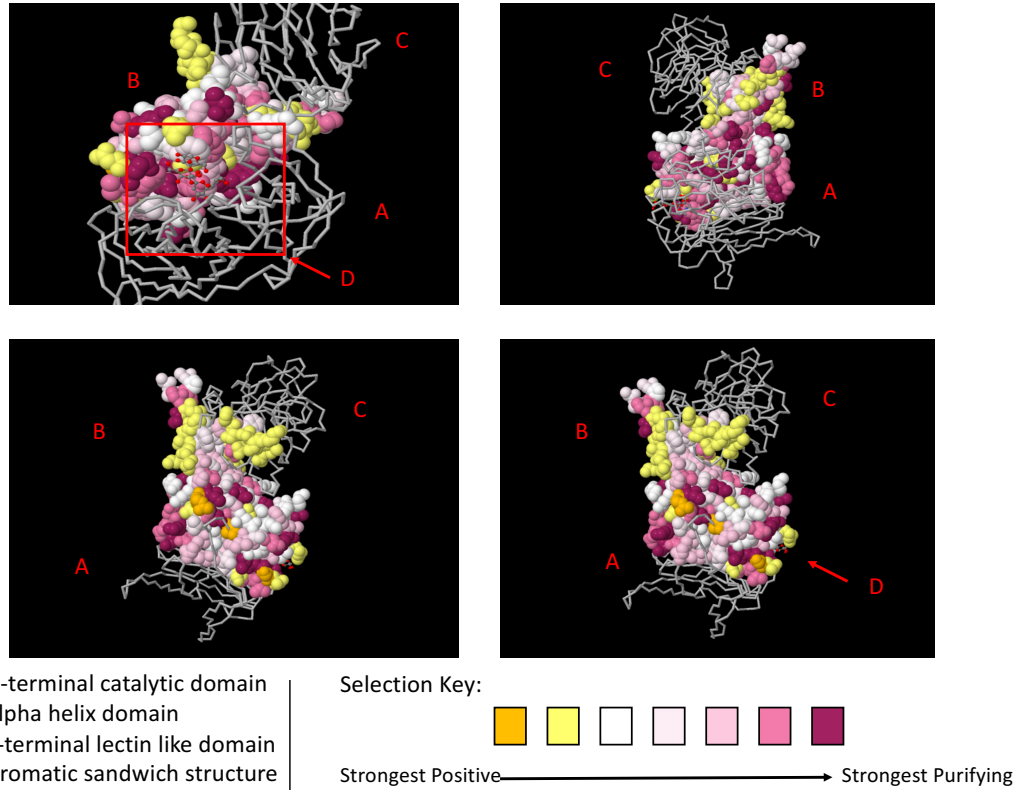 C
B
A
D
C
B
A
C
B
A
C
B
A
D
-terminal catalytic domain
lpha helix domain
-terminal lectin like domain
romatic sandwich structure
Selection Key:
Strongest Positive
Strongest Purifying